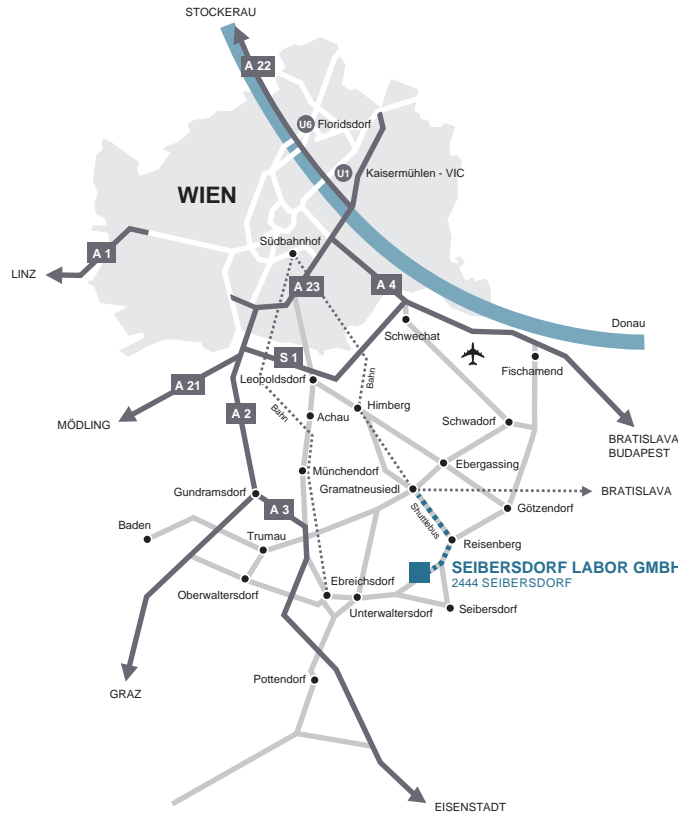 STOCKERAU
A 22
U6 Floridsdorf
U1 Kaisermühlen - VIC
WIEN
Südbahnhof
A 1
LINZ
A 23
A 4
Donau
Schwechat
S 1
Fischamend
Leopoldsdorf
Bahn
A 21
MÖDLING
A 2
Bahn
Achau
Himberg
Schwadorf
BRATISLAVA
BUDAPEST
Münchendorf
Ebergassing
Gramatneusiedl
BRATISLAVA
Gundramsdorf
A 3
Götzendorf
Shuttlebus
Baden
Trumau
Reisenberg
SEIBERSDORF LABOR GMBH
2444 SEIBERSDORF
Oberwaltersdorf
Ebreichsdorf
Unterwaltersdorf
Seibersdorf
Pottendorf
GRAZ
EISENSTADT